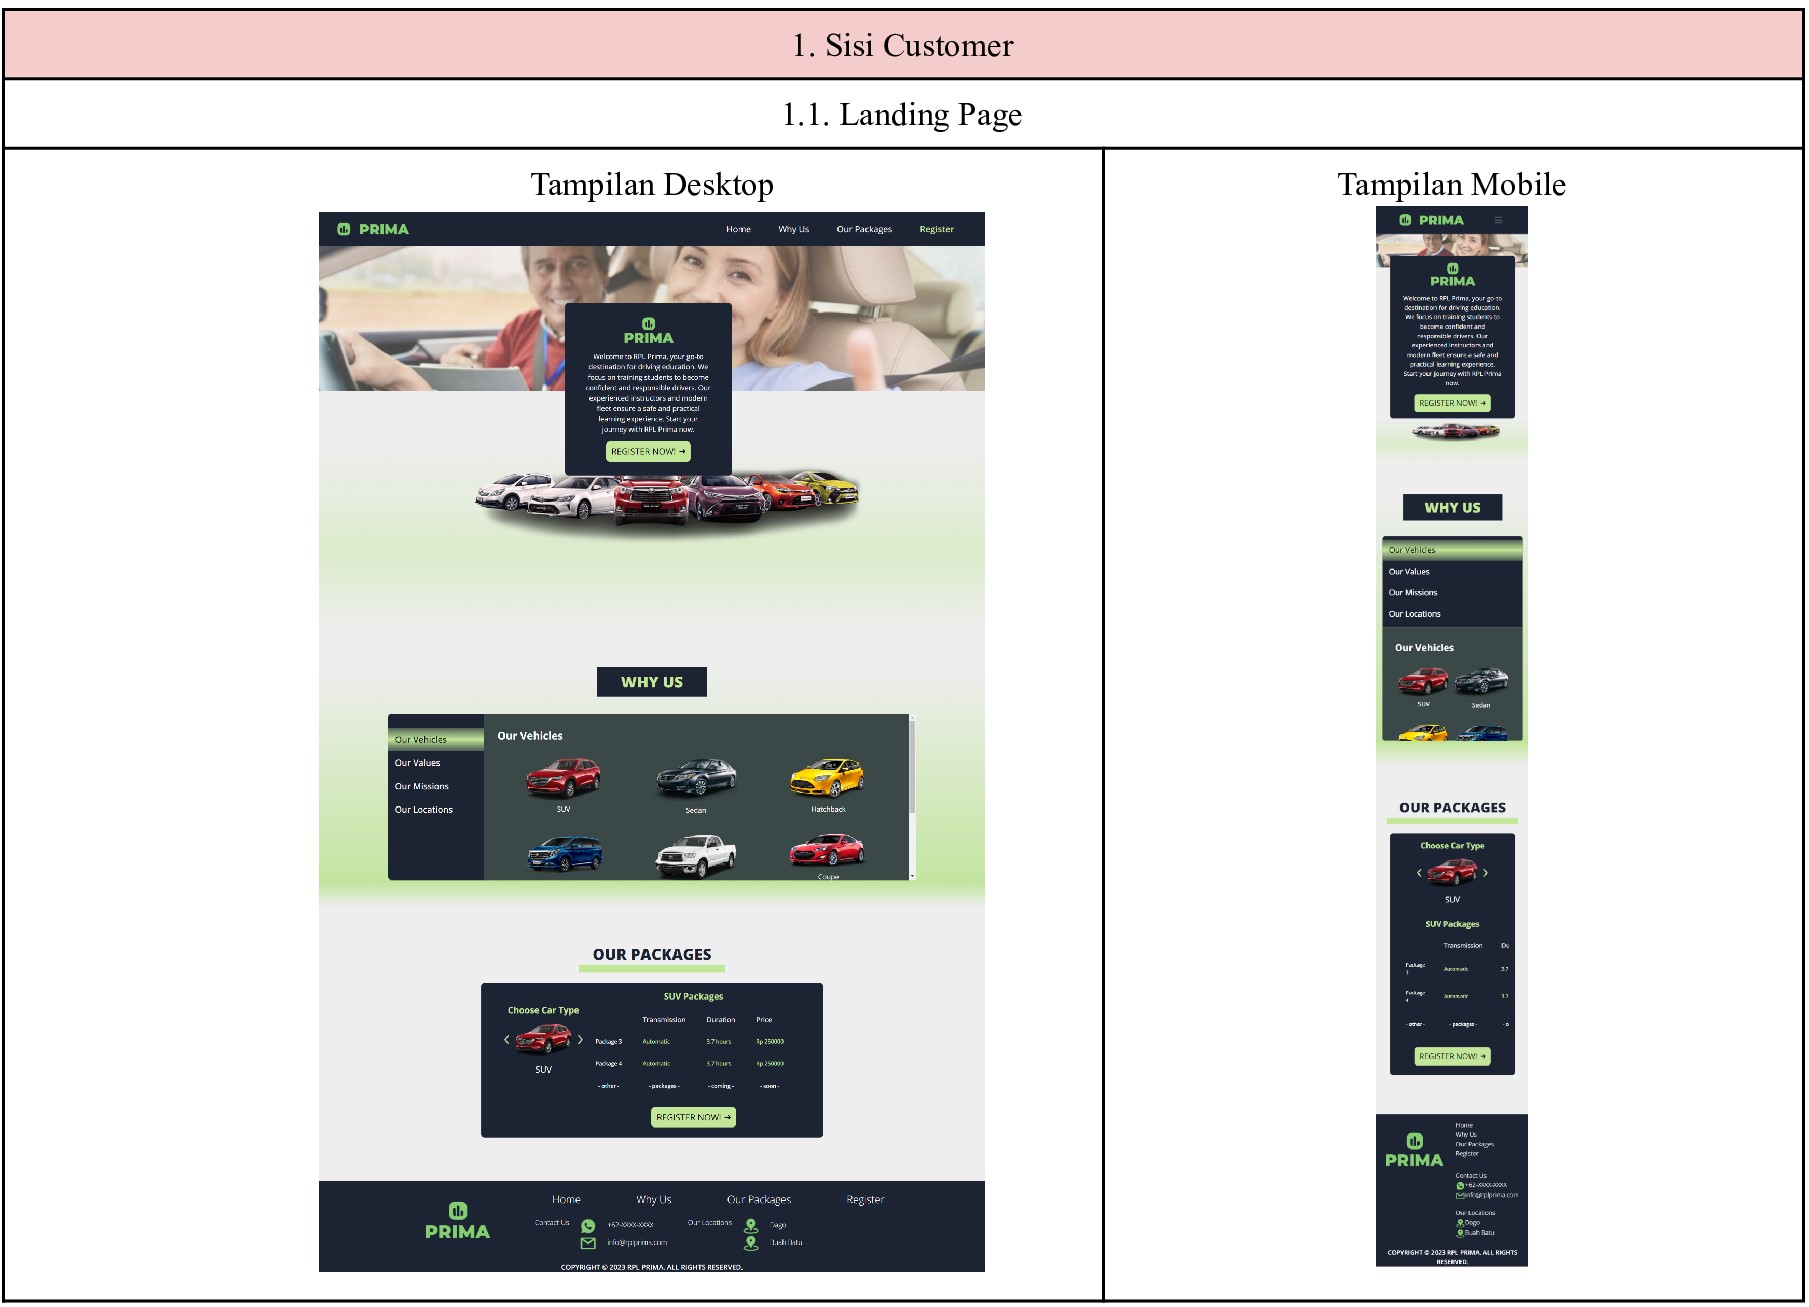 1. Sisi Customer
1.1. Landing Page
Tampilan Desktop
PRIMA
Home Why Us Our Packages Register
PRIMA
Welcome to RPL Prima, your go-to
destination for driving education. We
focus on training students to become
confident and responsible drivers. Our
experienced instructors and modern
fleet ensure a safe and practical
learning experience. Start your
journey with RPL Prima now.
REGISTER NOW! →
WHY US
Our Vehicles
Our Values
Our Missions
Our Locations
Our Vehicles
SUV Sedan Hatchback
Coupe
OUR PACKAGES
Choose Car Type
SUV
SUV Packages
Transmission Duration Price
Package 3 Automatic 3.7 hours Rp 250000
Package 4 Automatic 3.7 hours Rp 250000
- other - - packages - - coming - - soon -
REGISTER NOW! →
PRIMA
Home Why Us Our Packages Register
Contact Us +62-XXXX-XXXX Our Locations Dago
info@rplprima.com Buah Batu
COPYRIGHT © 2023 RPL PRIMA. ALL RIGHTS RESERVED.
Tampilan Mobile
PRIMA
PRIMA
Welcome to RPL Prima, your go-to
destination for driving education.
We focus on training students to
become confident and
responsible drivers. Our
experienced instructors and
modern fleet ensure a safe and
practical learning experience.
Start your journey with RPL Prima
now.
REGISTER NOW! →
WHY US
Our Vehicles
Our Values
Our Missions
Our Locations
Our Vehicles
SUV Sedan
OUR PACKAGES
Choose Car Type
SUV
SUV Packages
Transmission Du
Package
3 Automatic 3.7
Package
4 Automatic 3.7
- other - - packages - - o
REGISTER NOW! →
PRIMA
Home
Why Us
Our Packages
Register
Contact Us
+62-XXXX-XXXX
info@rplprima.com
Our Locations
Dago
Buah Batu
COPYRIGHT © 2023 RPL PRIMA. ALL RIGHTS
RESERVED.